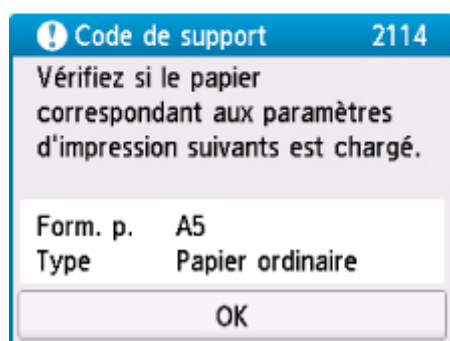 Code de support 2114
Vérifiez si le papier
correspondant aux paramètres
d'impression suivants est chargé.
Form. p. A5
Type Papier ordinaire
OK